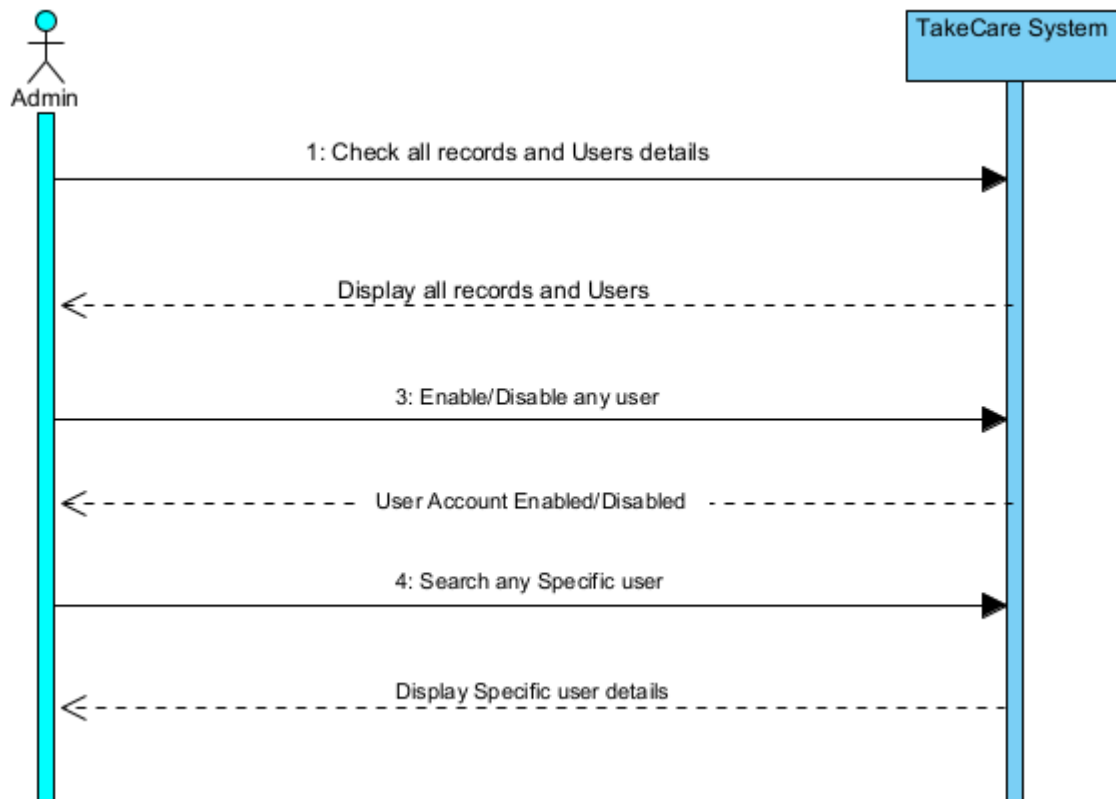 TakeCare System
Admin
1: Check all records and Users details
Display all records and Users
3: Enable/Disable any user
User Account Enabled/Disabled
4: Search any Specific user
Display Specific user details